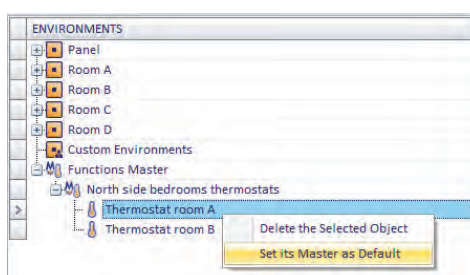 ENVIRONMENTS
Panel
Room A
Room B
Room C
Room D
Custom Environments
Functions Master
North side bedrooms thermostats
Thermostat room A
Thermostat room B
Delete the Selected Object
Set its Master as Default